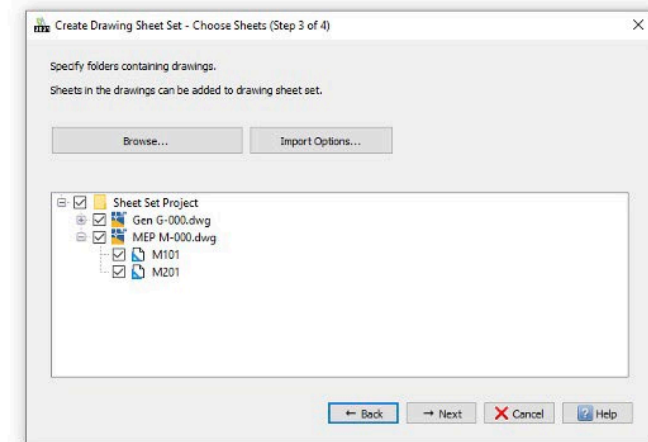 Create Drawing Sheet Set - Choose Sheets (Step 3 of 4)
Specify folders containing drawings.
Sheets in the drawings can be added to drawing sheet set.
Browse... Import Options...
Sheet Set Project
Gen G-000.dwg
MEP M-000.dwg
M101
M201
← Back → Next Cancel Help